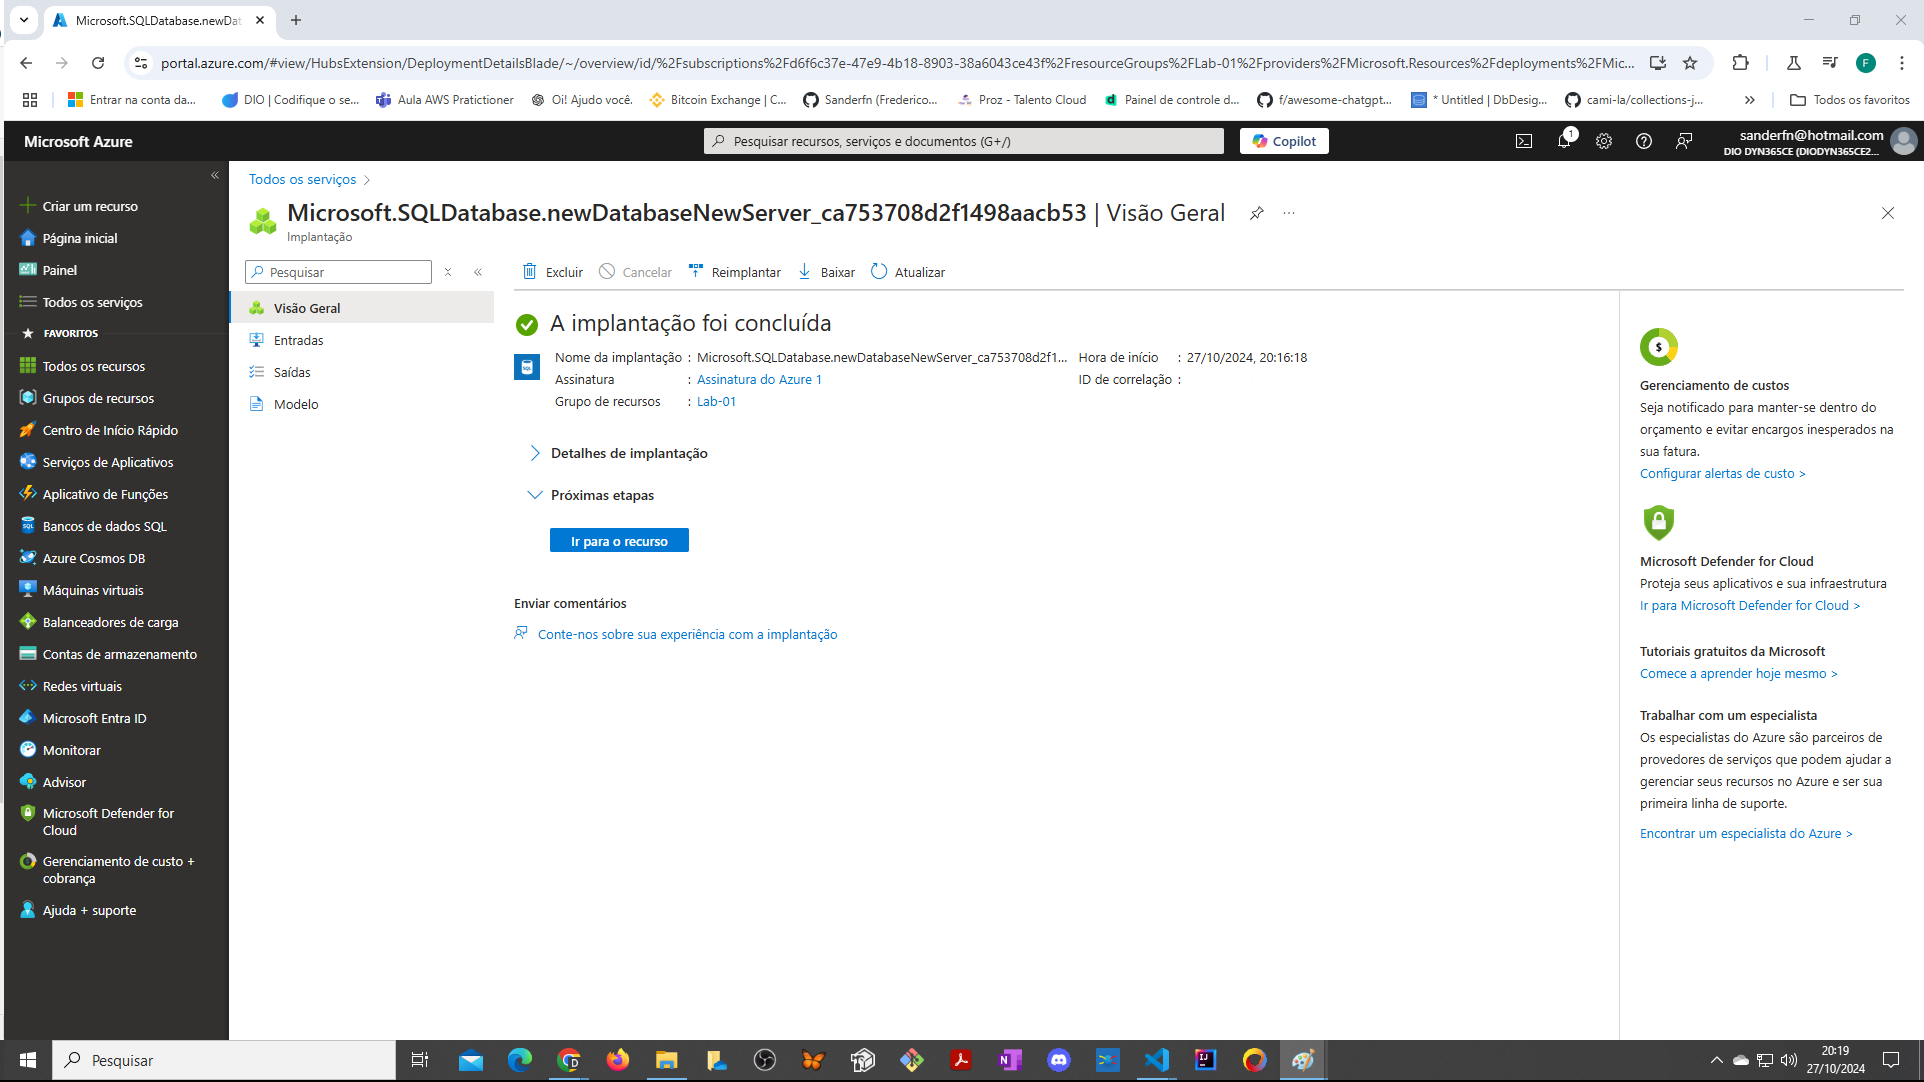 Microsoft.SQLDatabase.newDat
portal.azure.com/#view/HubsExtension/DeploymentDetailsBlade/~/overview/id/%2Fsubscriptions%2Fd6f6c37e-47e9-4b18-8903-38a6043ce43f%2FresourceGroups%2FLab-01%2Fproviders%2FMicrosoft.Resources%2Fdeployments%2FMic...
F
Entrar na conta da...
DIO | Codifique o se...
Aula AWS Pratictioner
Oi! Ajudo você.
Bitcoin Exchange | C...
Sanderfn (Frederico...
Proz - Talento Cloud
Painel de controle d...
f/awesome-chatgpt...
* Untitled | DbDesig...
cami-la/collections-j...
Todos os favoritos
Microsoft Azure
Pesquisar recursos, serviços e documentos (G+/)
Copilot
1
sanderfn@hotmail.com
DIO DYN365CE (DIODYN365CE2...
Criar um recurso
Página inicial
Painel
Todos os serviços
FAVORITOS
Todos os recursos
Grupos de recursos
Centro de Início Rápido
Serviços de Aplicativos
Aplicativo de Funções
Bancos de dados SQL
Azure Cosmos DB
Máquinas virtuais
Balanceadores de carga
Contas de armazenamento
Redes virtuais
Microsoft Entra ID
Monitorar
Advisor
Microsoft Defender for
Cloud
Gerenciamento de custo +
cobrança
Ajuda + suporte
Todos os serviços
Microsoft.SQLDatabase.newDatabaseNewServer_ca753708d2f1498aacb53 | Visão Geral
Implantação
Pesquisar
Visão Geral
Entradas
Saídas
Modelo
Excluir
Cancelar
Reimplantar
Baixar
Atualizar
A implantação foi concluída
SQL
Nome da implantação : Microsoft.SQLDatabase.newDatabaseNewServer_ca753708d2f1...
Assinatura : Assinatura do Azure 1
Grupo de recursos : Lab-01
Hora de início : 27/10/2024, 20:16:18
ID de correlação :
Detalhes de implantação
Próximas etapas
Ir para o recurso
Enviar comentários
Conte-nos sobre sua experiência com a implantação
$
Gerenciamento de custos
Seja notificado para manter-se dentro do
orçamento e evitar encargos inesperados na
sua fatura.
Configurar alertas de custo >
Microsoft Defender for Cloud
Proteja seus aplicativos e sua infraestrutura
Ir para Microsoft Defender for Cloud >
Tutoriais gratuitos da Microsoft
Comece a aprender hoje mesmo >
Trabalhar com um especialista
Os especialistas do Azure são parceiros de
provedores de serviços que podem ajudar a
gerenciar seus recursos no Azure e ser sua
primeira linha de suporte.
Encontrar um especialista do Azure >
Pesquisar
20:19
27/10/2024